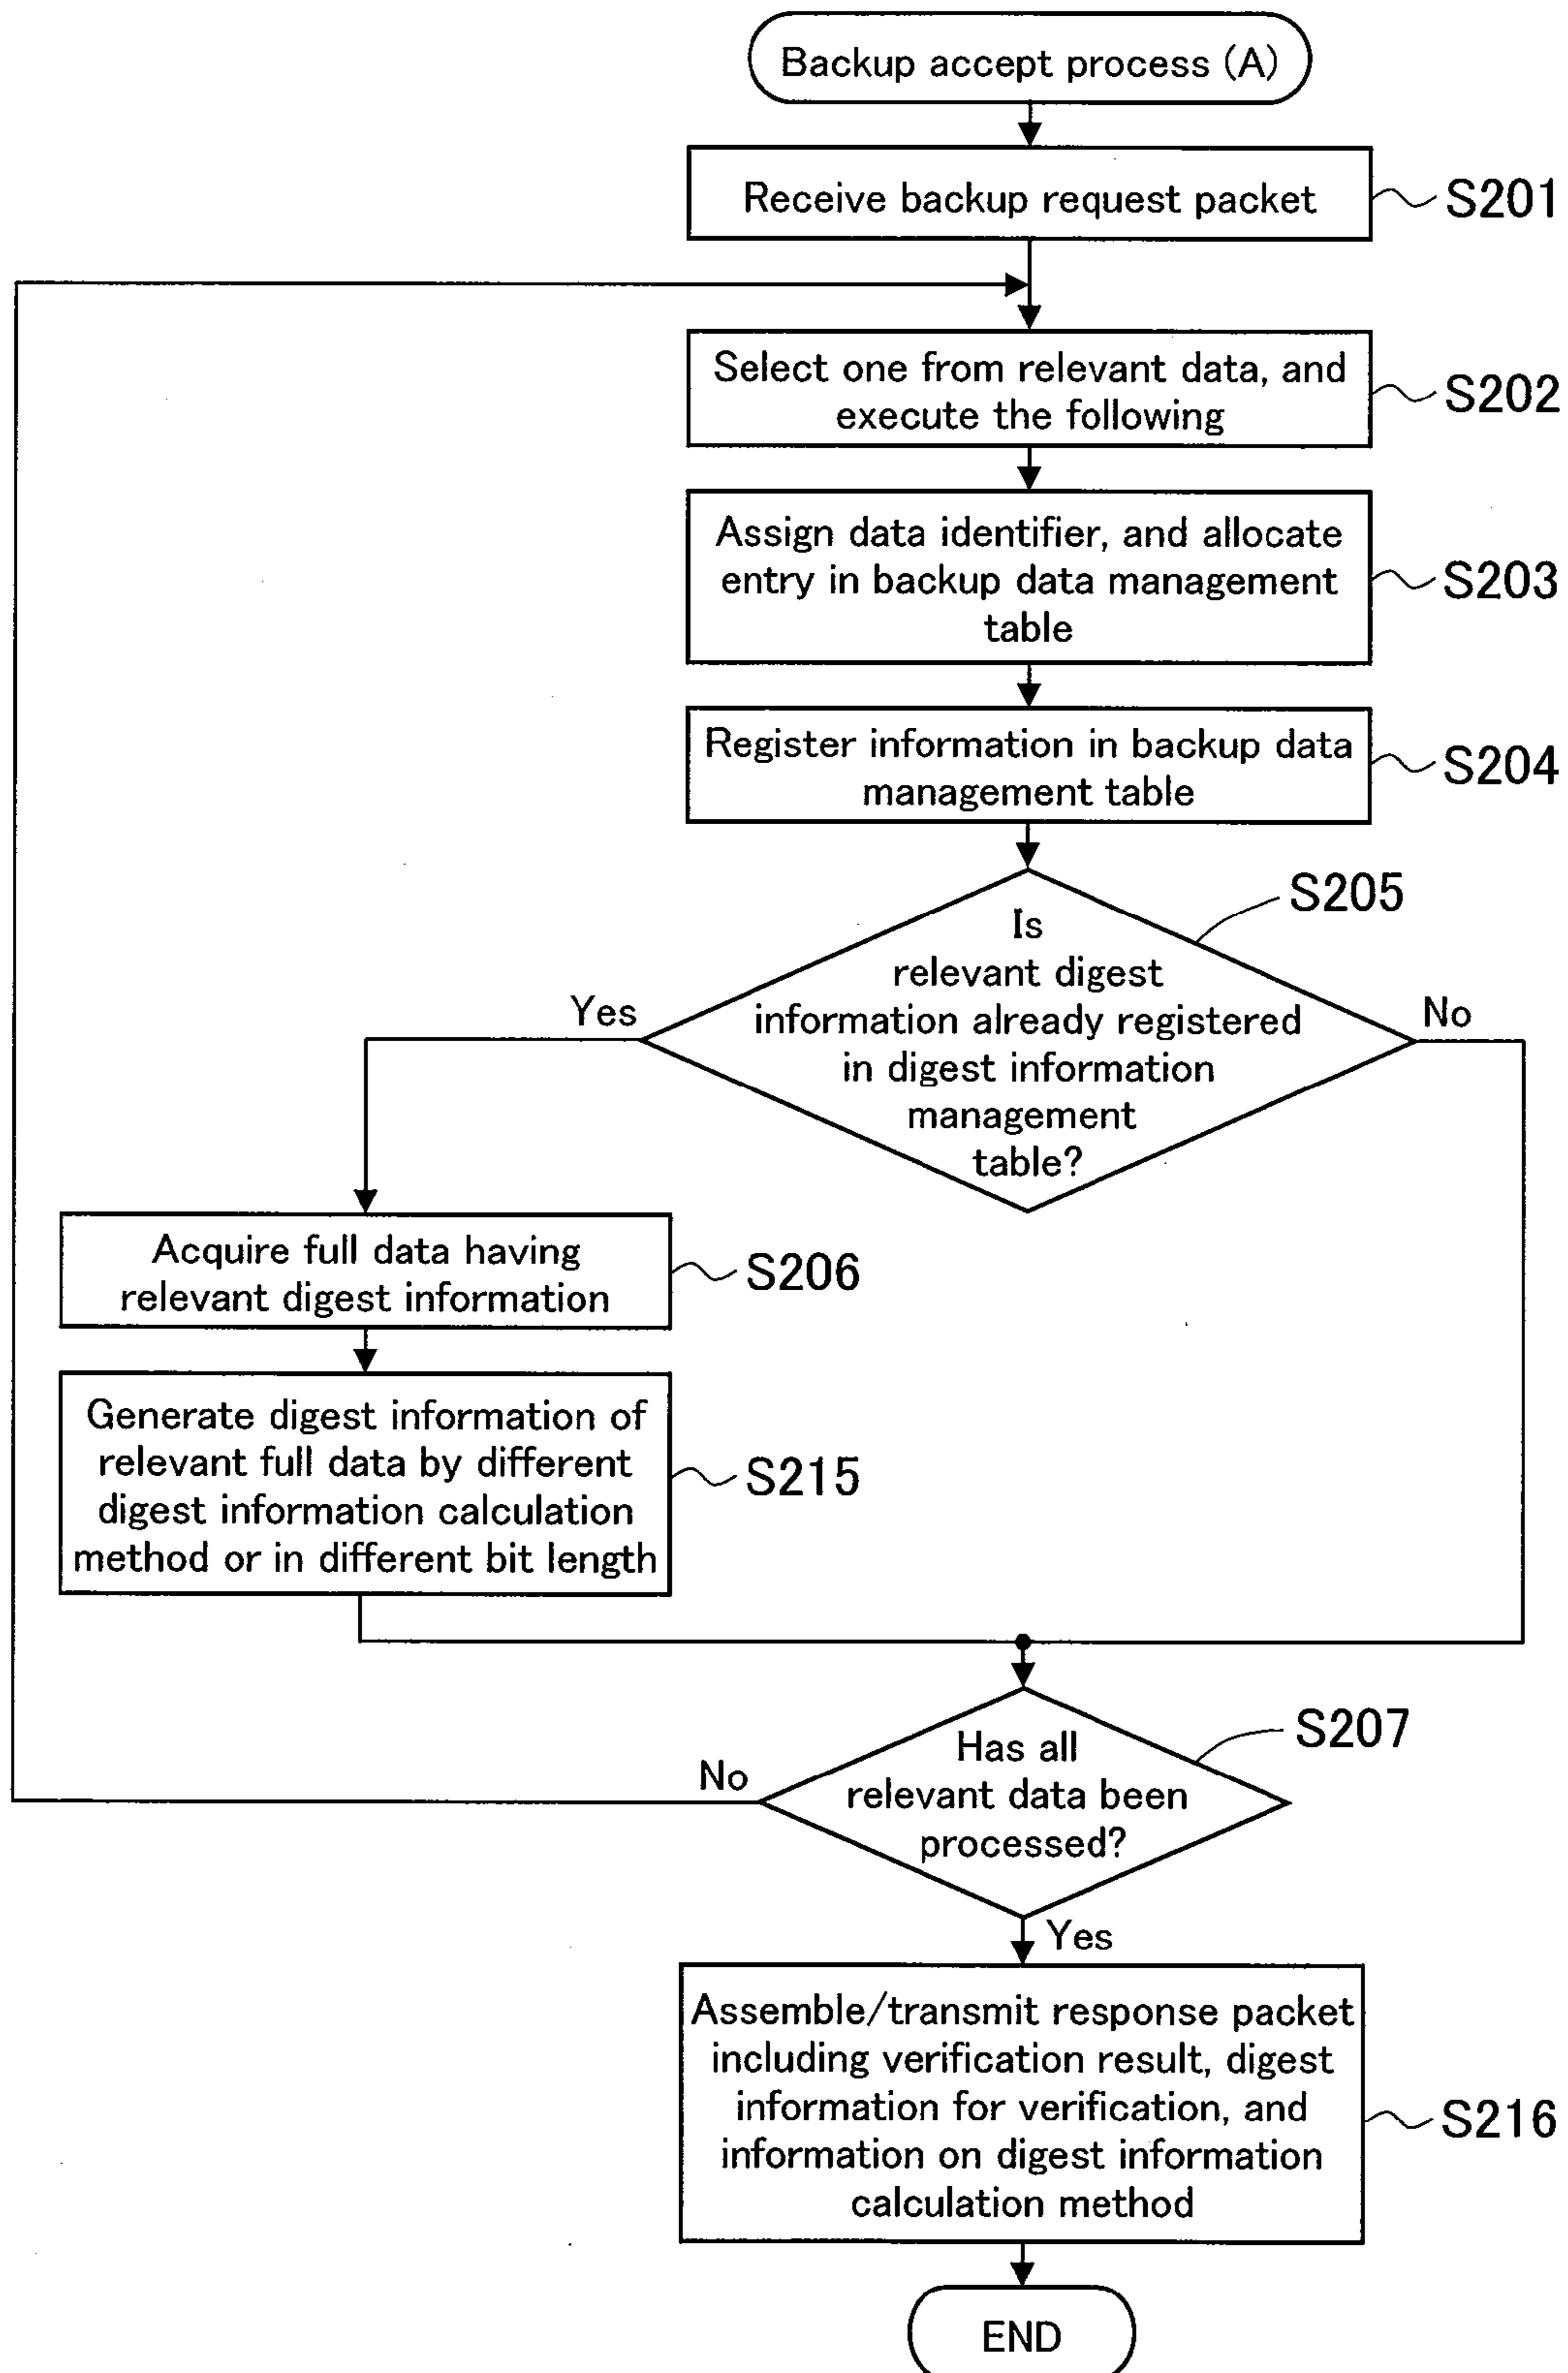 Backup accept process (A)
Receive backup request packet
S201
Select one from relevant data, and
execute the following
S202
Assign data identifier, and allocate
entry in backup data management
table
S203
Register information in backup data
management table
S204
S205
Is
relevant digest
information already registered
in digest information
management
table?
Yes
No
Acquire full data having
relevant digest information
S206
Generate digest information of
relevant full data by different
digest information calculation
method or in different bit length
S215
S207
Has all
relevant data been
processed?
No
Yes
Assemble/transmit response packet
including verification result, digest
information for verification, and
information on digest information
calculation method
S216
END